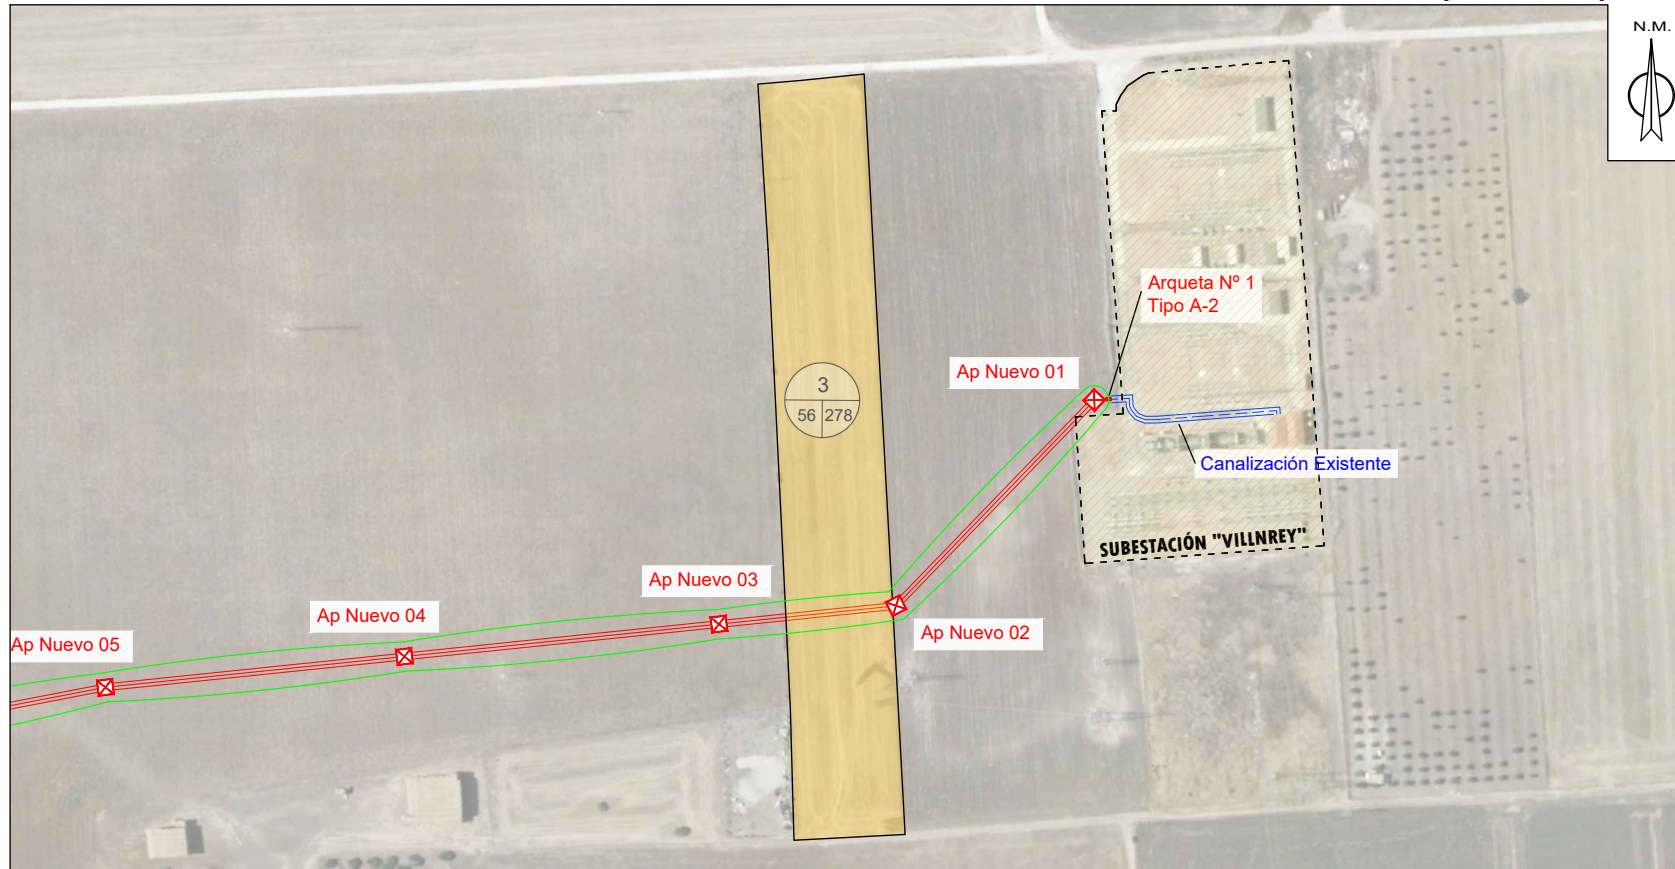 N.M.
Arqueta Nº 1
Tipo A-2
Ap Nuevo 01
3
56 278
Canalización Existente
SUBESTACIÓN "VILLNREY"
Ap Nuevo 03
Ap Nuevo 04
Ap Nuevo 02
Ap Nuevo 05